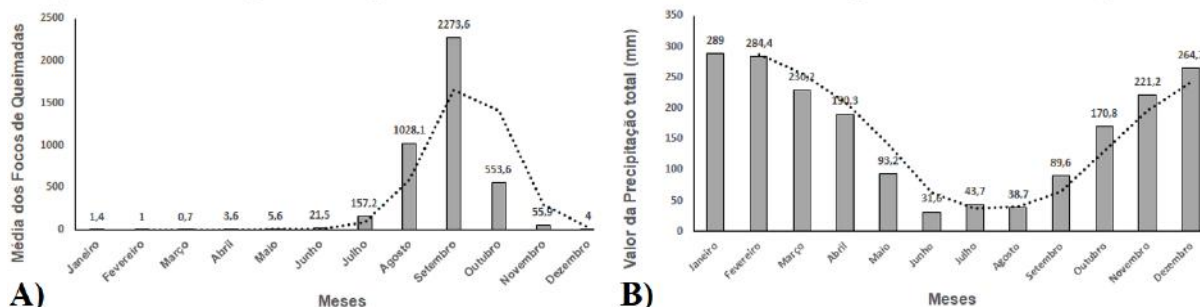 Média dos Focos de Queimadas
2500
2000
1500
1000
500
0
1,4
1
0,7
3,6
5,6
21,5
157,2
1028,1
2273,6
553,6
55,9
4
Janeiro
Fevereiro
Março
Abril
Maio
Junho
Julho
Agosto
Setembro
Outubro
Novembro
Dezembro
Meses
A)
Valor da Precipitação total (mm)
350
300
250
200
150
100
50
0
289
284,4
230,2
190,3
93,2
31,6
43,7
38,7
89,6
170,8
221,2
Janeiro
Fevereiro
Março
Abril
Maio
Junho
Julho
Agosto
Setembro
Outubro
Novembro
Dezembro
Meses
B)